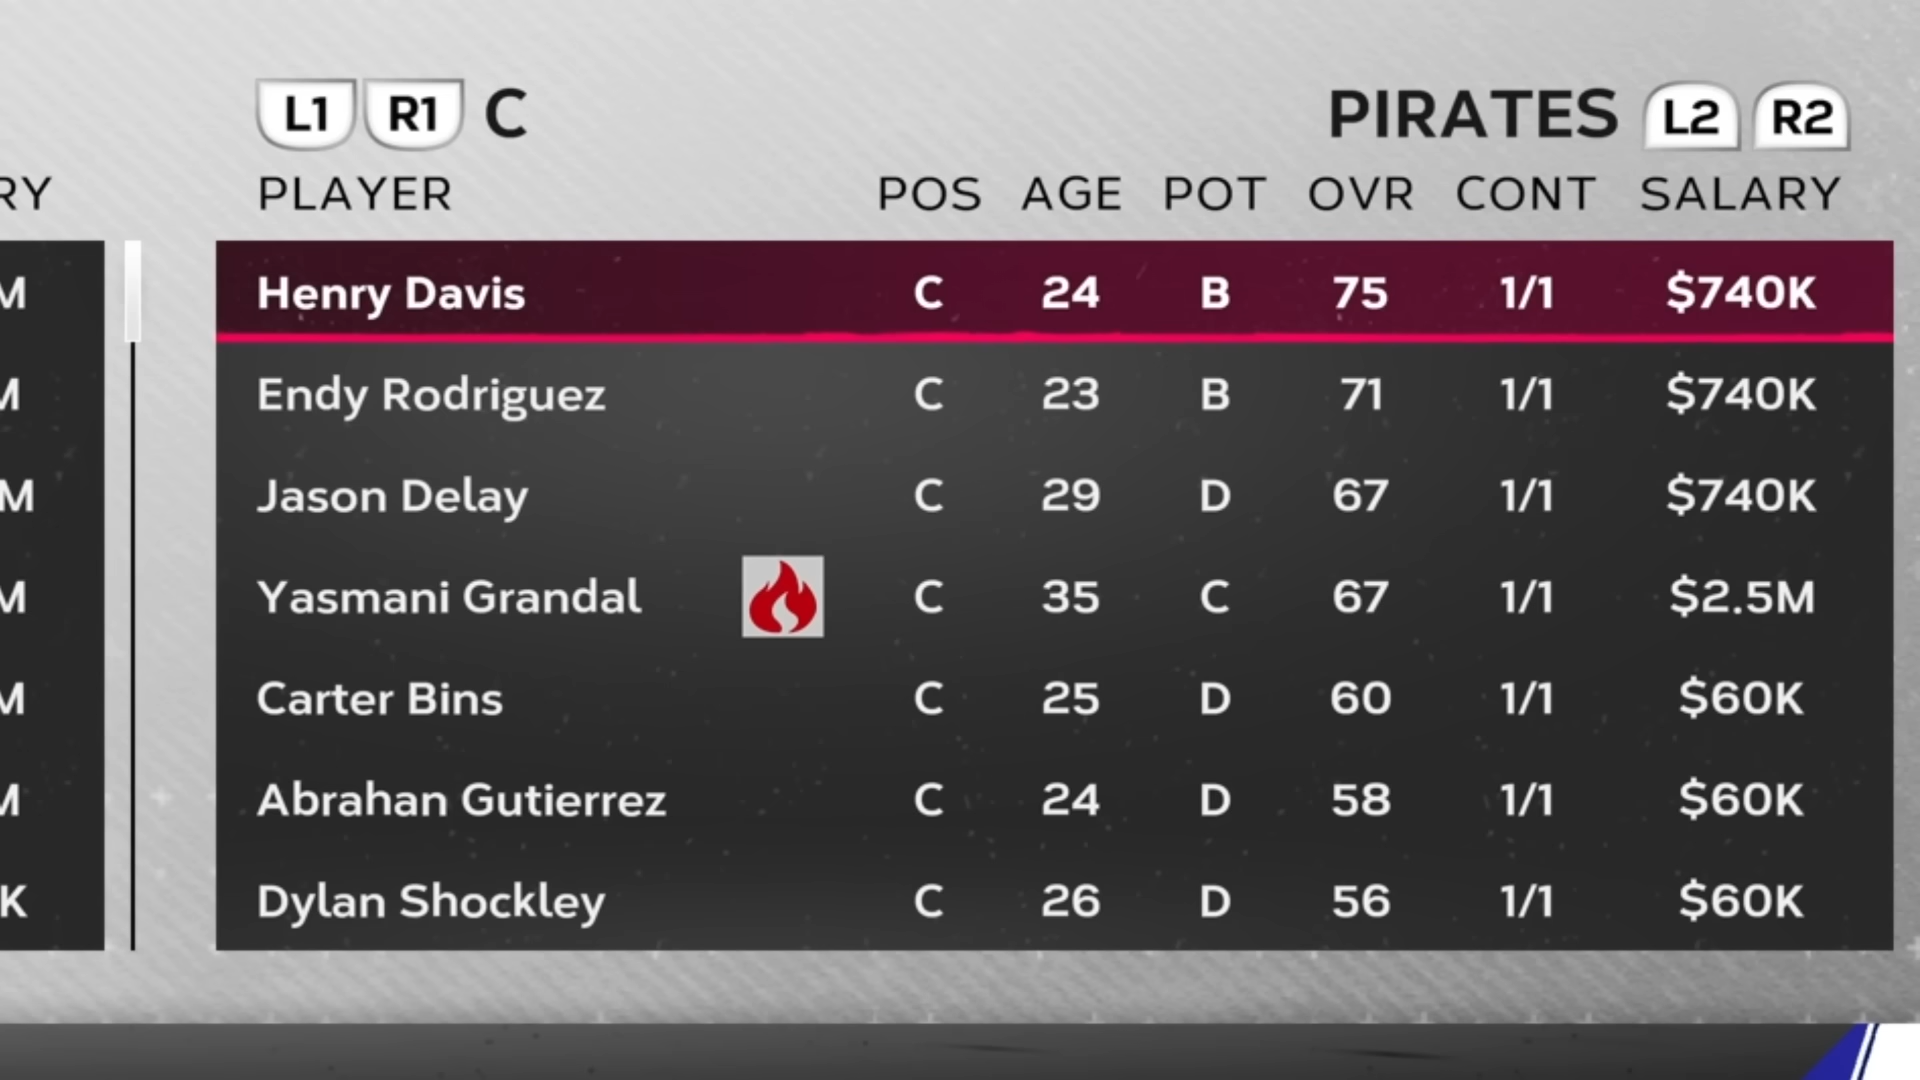 L1 R1 C PIRATES L2 R2
RY PLAYER POS AGE POT OVR CONT SALARY
M Henry Davis C 24 B 75 1/1 $740K
M Endy Rodriguez C 23 B 71 1/1 $740K
M Jason Delay C 29 D 67 1/1 $740K
M Yasmani Grandal C 35 C 67 1/1 $2.5M
M Carter Bins C 25 D 60 1/1 $60K
M Abrahan Gutierrez C 24 D 58 1/1 $60K
K Dylan Shockley C 26 D 56 1/1 $60K